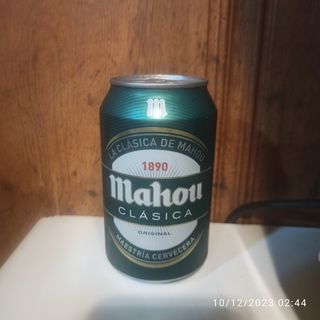 M
LA CLÁSICA DE MAHOU
1890
Mahou
CLÁSICA
ORIGINAL
MAESTRÍA CERVECERA
10/12/2023 02:44